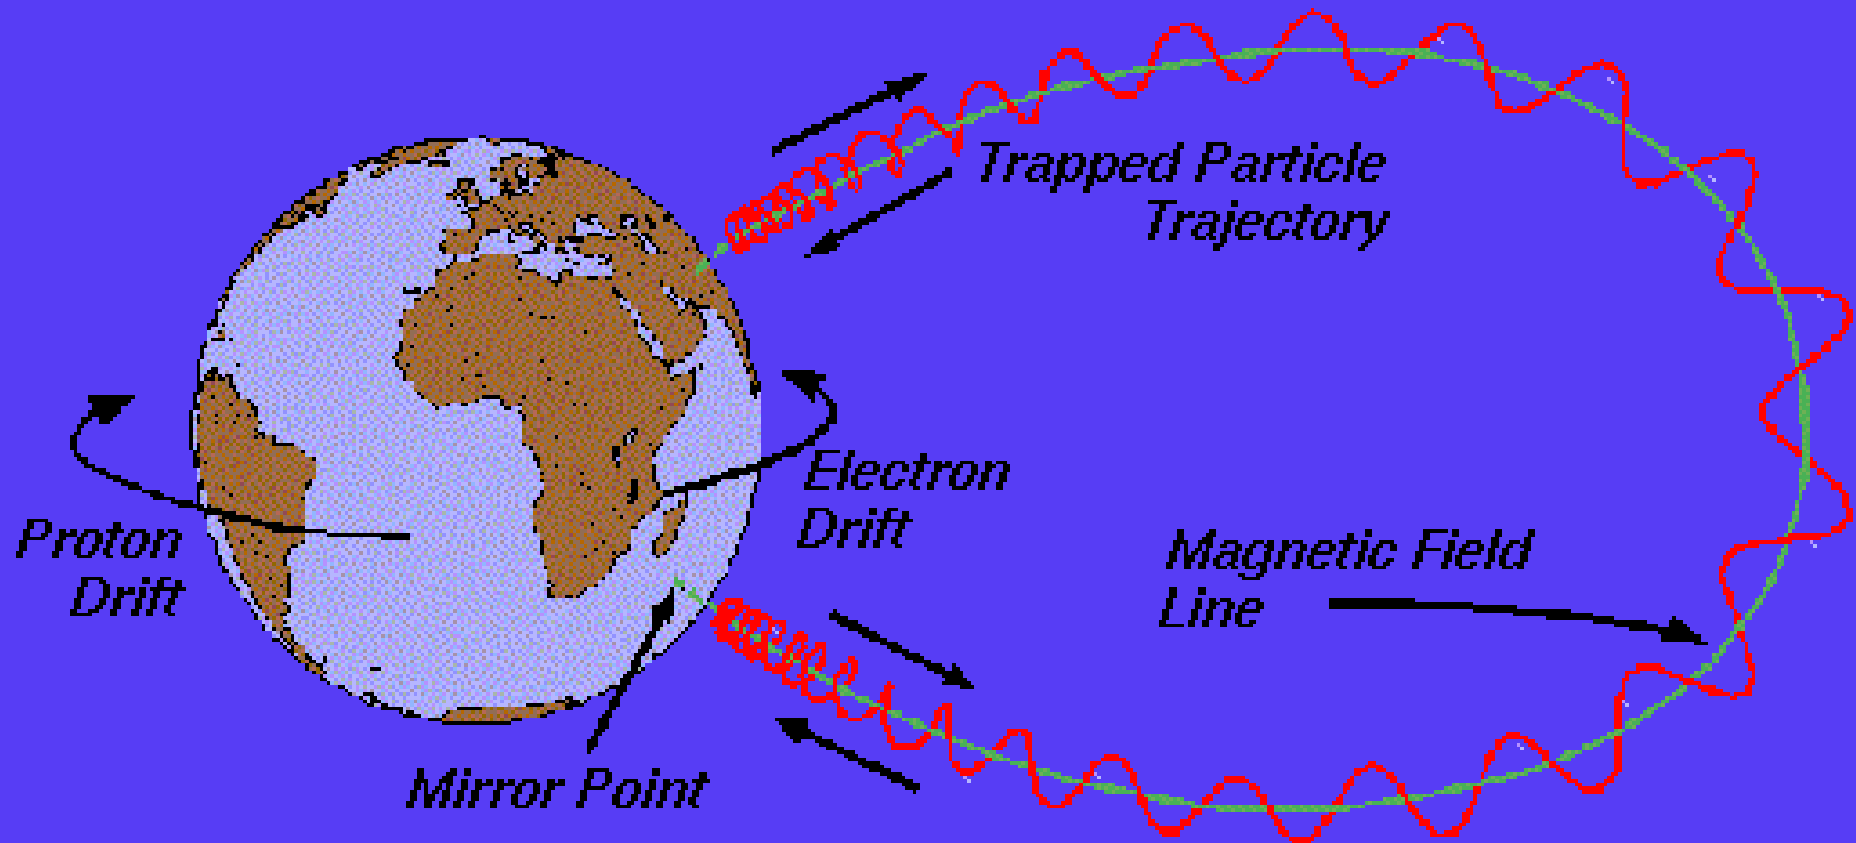 Trapped Particle
Trajectory
Electron
Drift
Proton
Drift
Magnetic Field
Line
Mirror Point